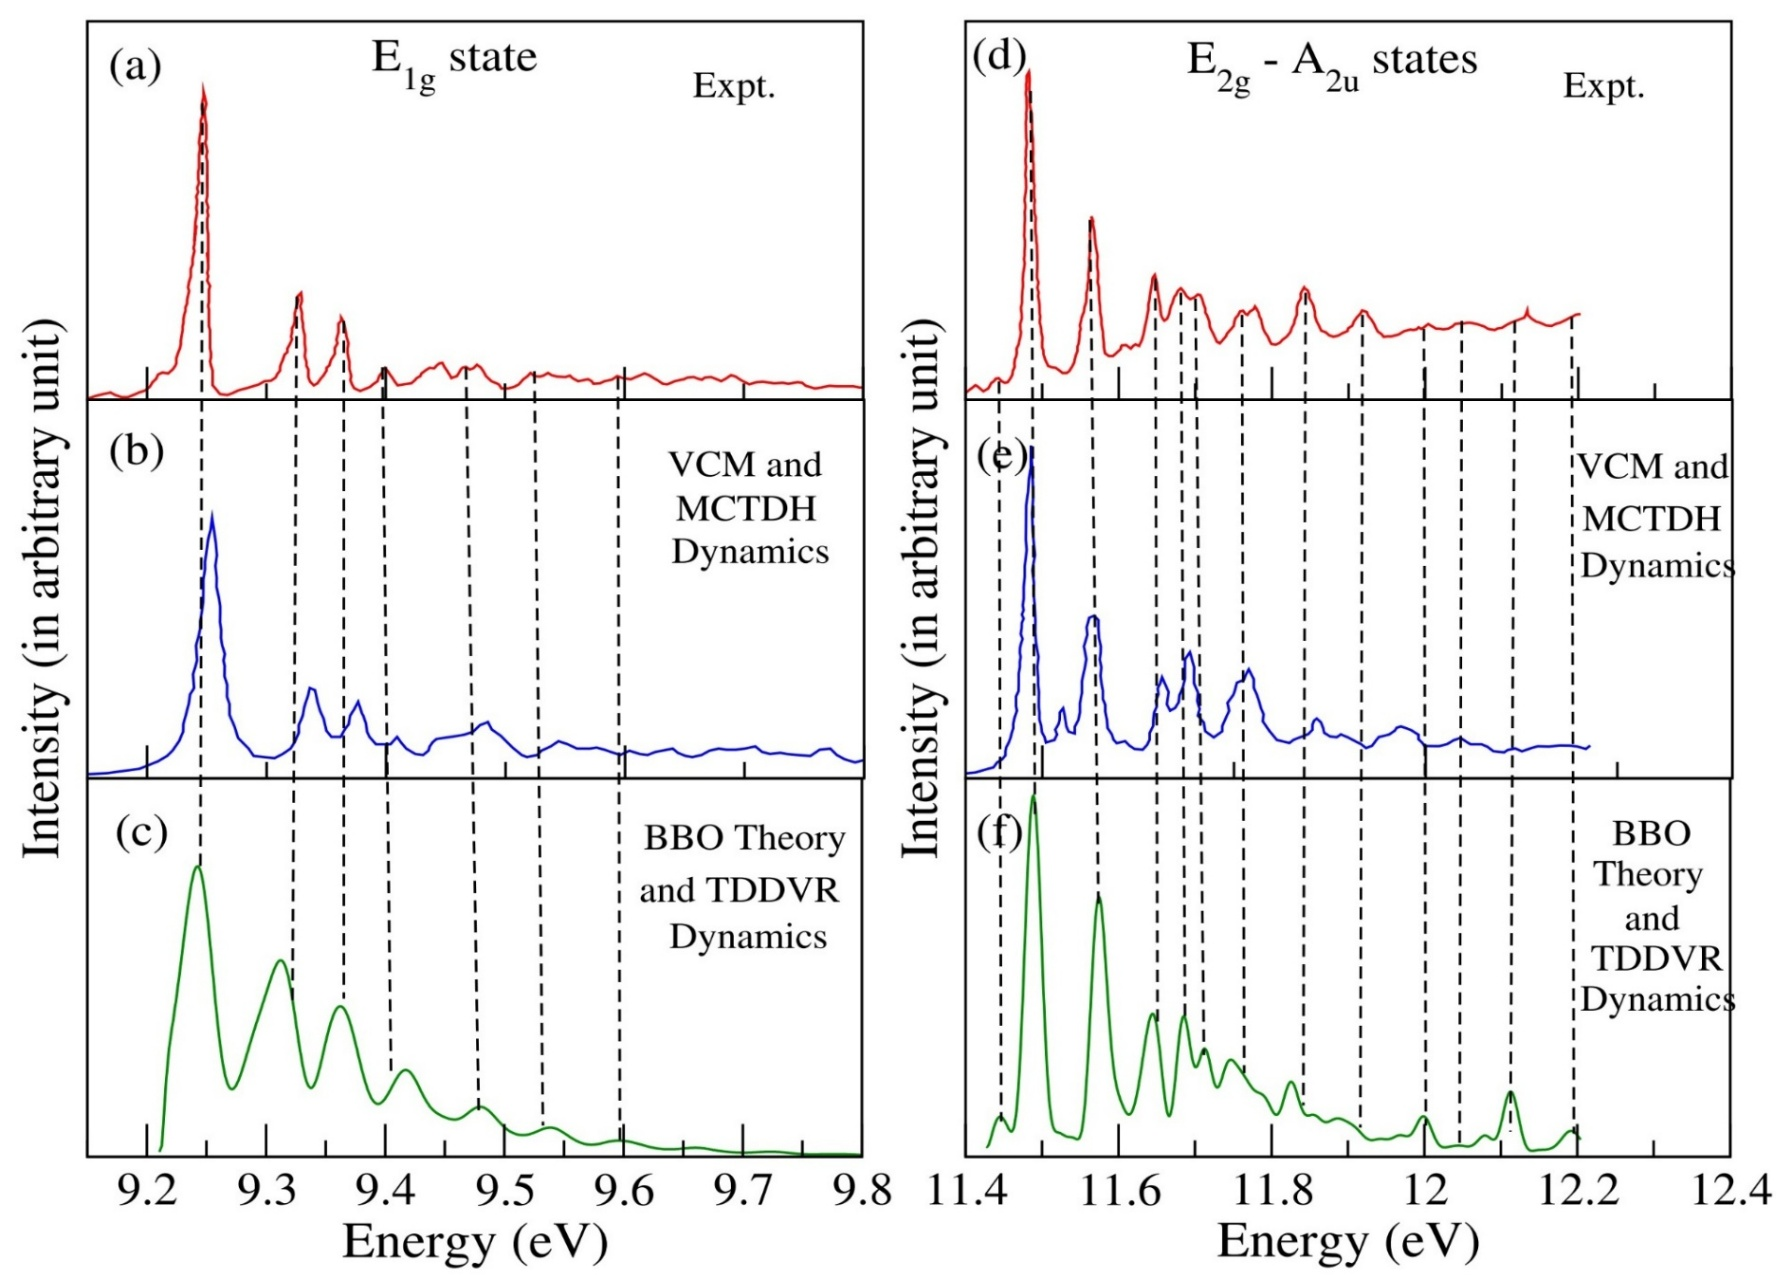 (a)
E1g state
Expt.
(b)
VCM and
MCTDH
Dynamics
(c)
BBO Theory
and TDDVR
Dynamics
Intensity (in arbitrary unit)
9.2 9.3 9.4 9.5 9.6 9.7 9.8
Energy (eV)
(d)
E2g - A2u states
Expt.
(e)
VCM and
MCTDH
Dynamics
(f)
BBO
Theory
and
TDDVR
Dynamics
Intensity (in arbitrary unit)
11.4 11.6 11.8 12 12.2 12.4
Energy (eV)